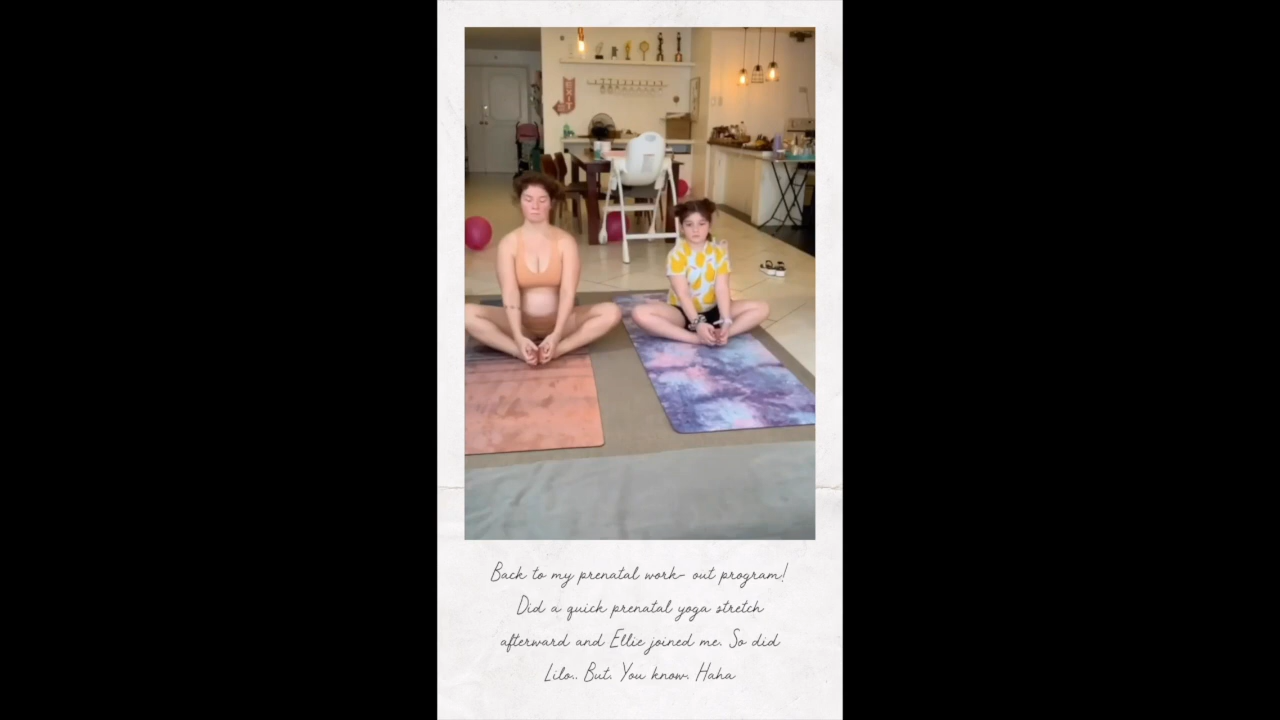 EXIT
Back to my prenatal work- out program!
Did a quick prenatal yoga stretch
afterward and Ellie joined me. So did
Lilo.. But. You know. Haha